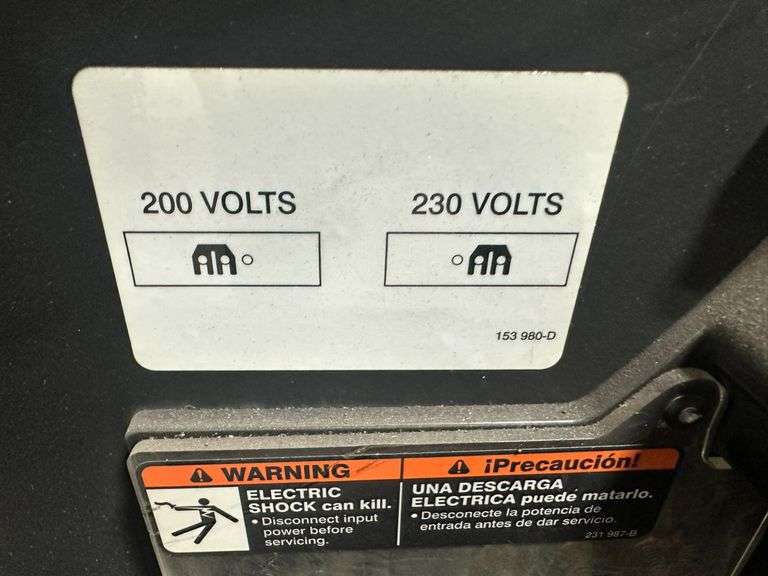 200 VOLTS
230 VOLTS
153 980-D
WARNING
ELECTRIC
SHOCK can kill.
• Disconnect input
power before
servicing.
¡Precaución!
UNA DESCARGA
ELECTRICA puede matarlo.
• Desconecte la potencia de
entrada antes de dar servicio.
231 987-B